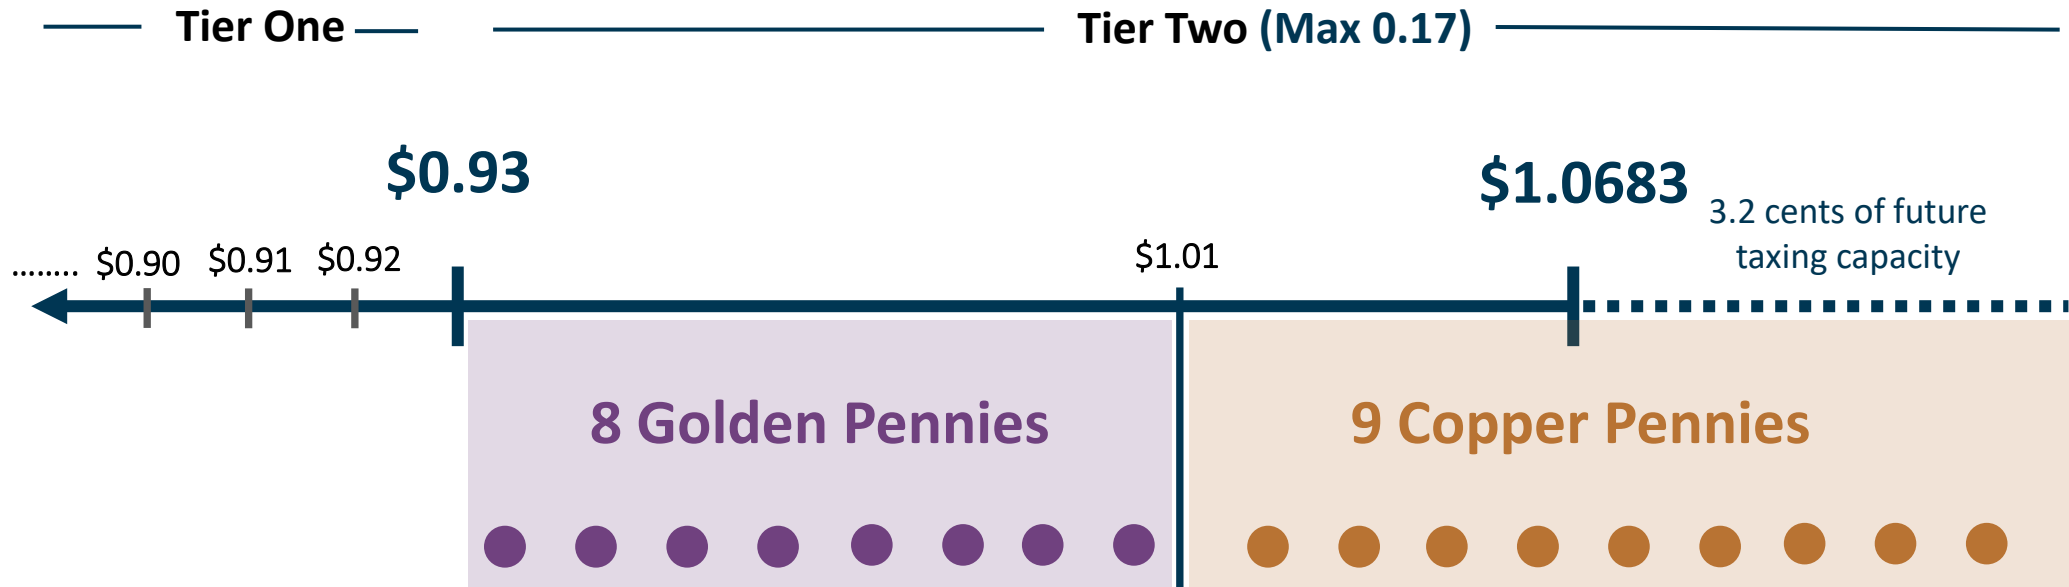 Tier One
Tier Two (Max 0.17)
$0.93
$1.0683
3.2 cents of future
taxing capacity
........ $0.90 $0.91 $0.92
$1.01
8 Golden Pennies
9 Copper Pennies